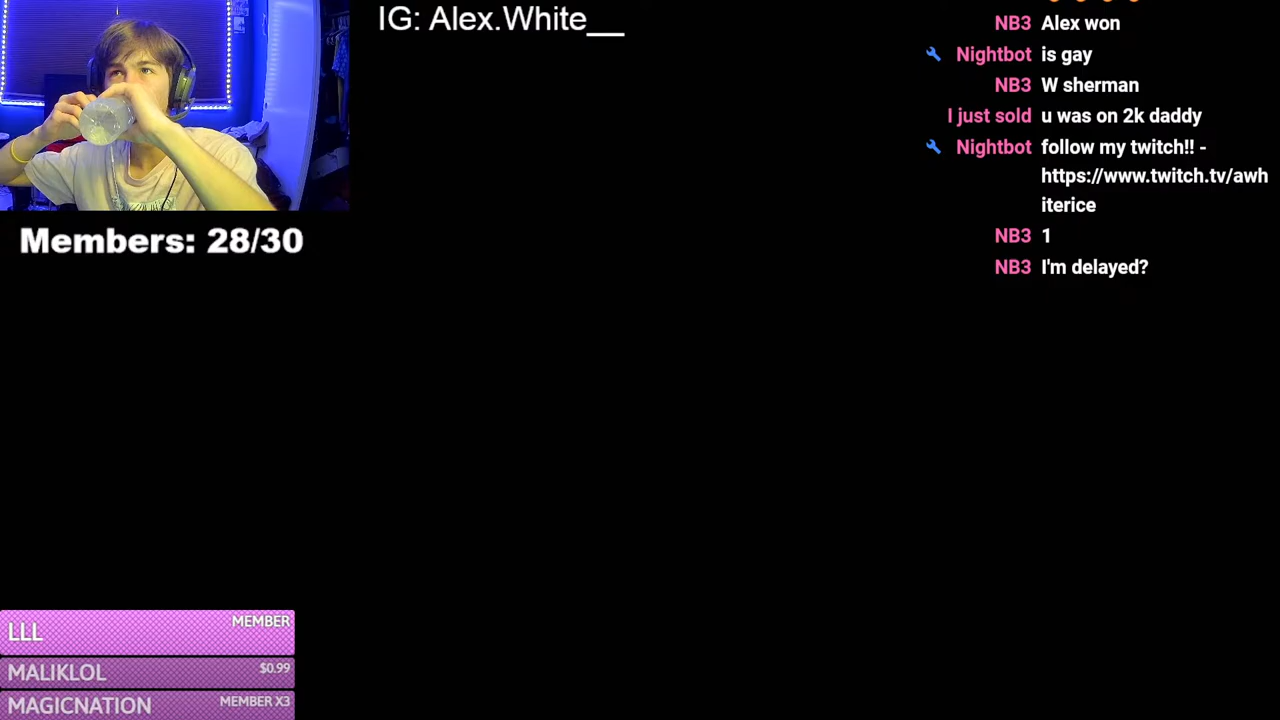 IG: Alex.White__
Members: 28/30
NB3 Alex won
Nightbot is gay
NB3 W sherman
I just sold u was on 2k daddy
Nightbot follow my twitch!! -
https://www.twitch.tv/awh
iterice
NB3 1
NB3 I'm delayed?
LLL MEMBER
MALIKLOL $0.99
MAGICNATION MEMBER X3